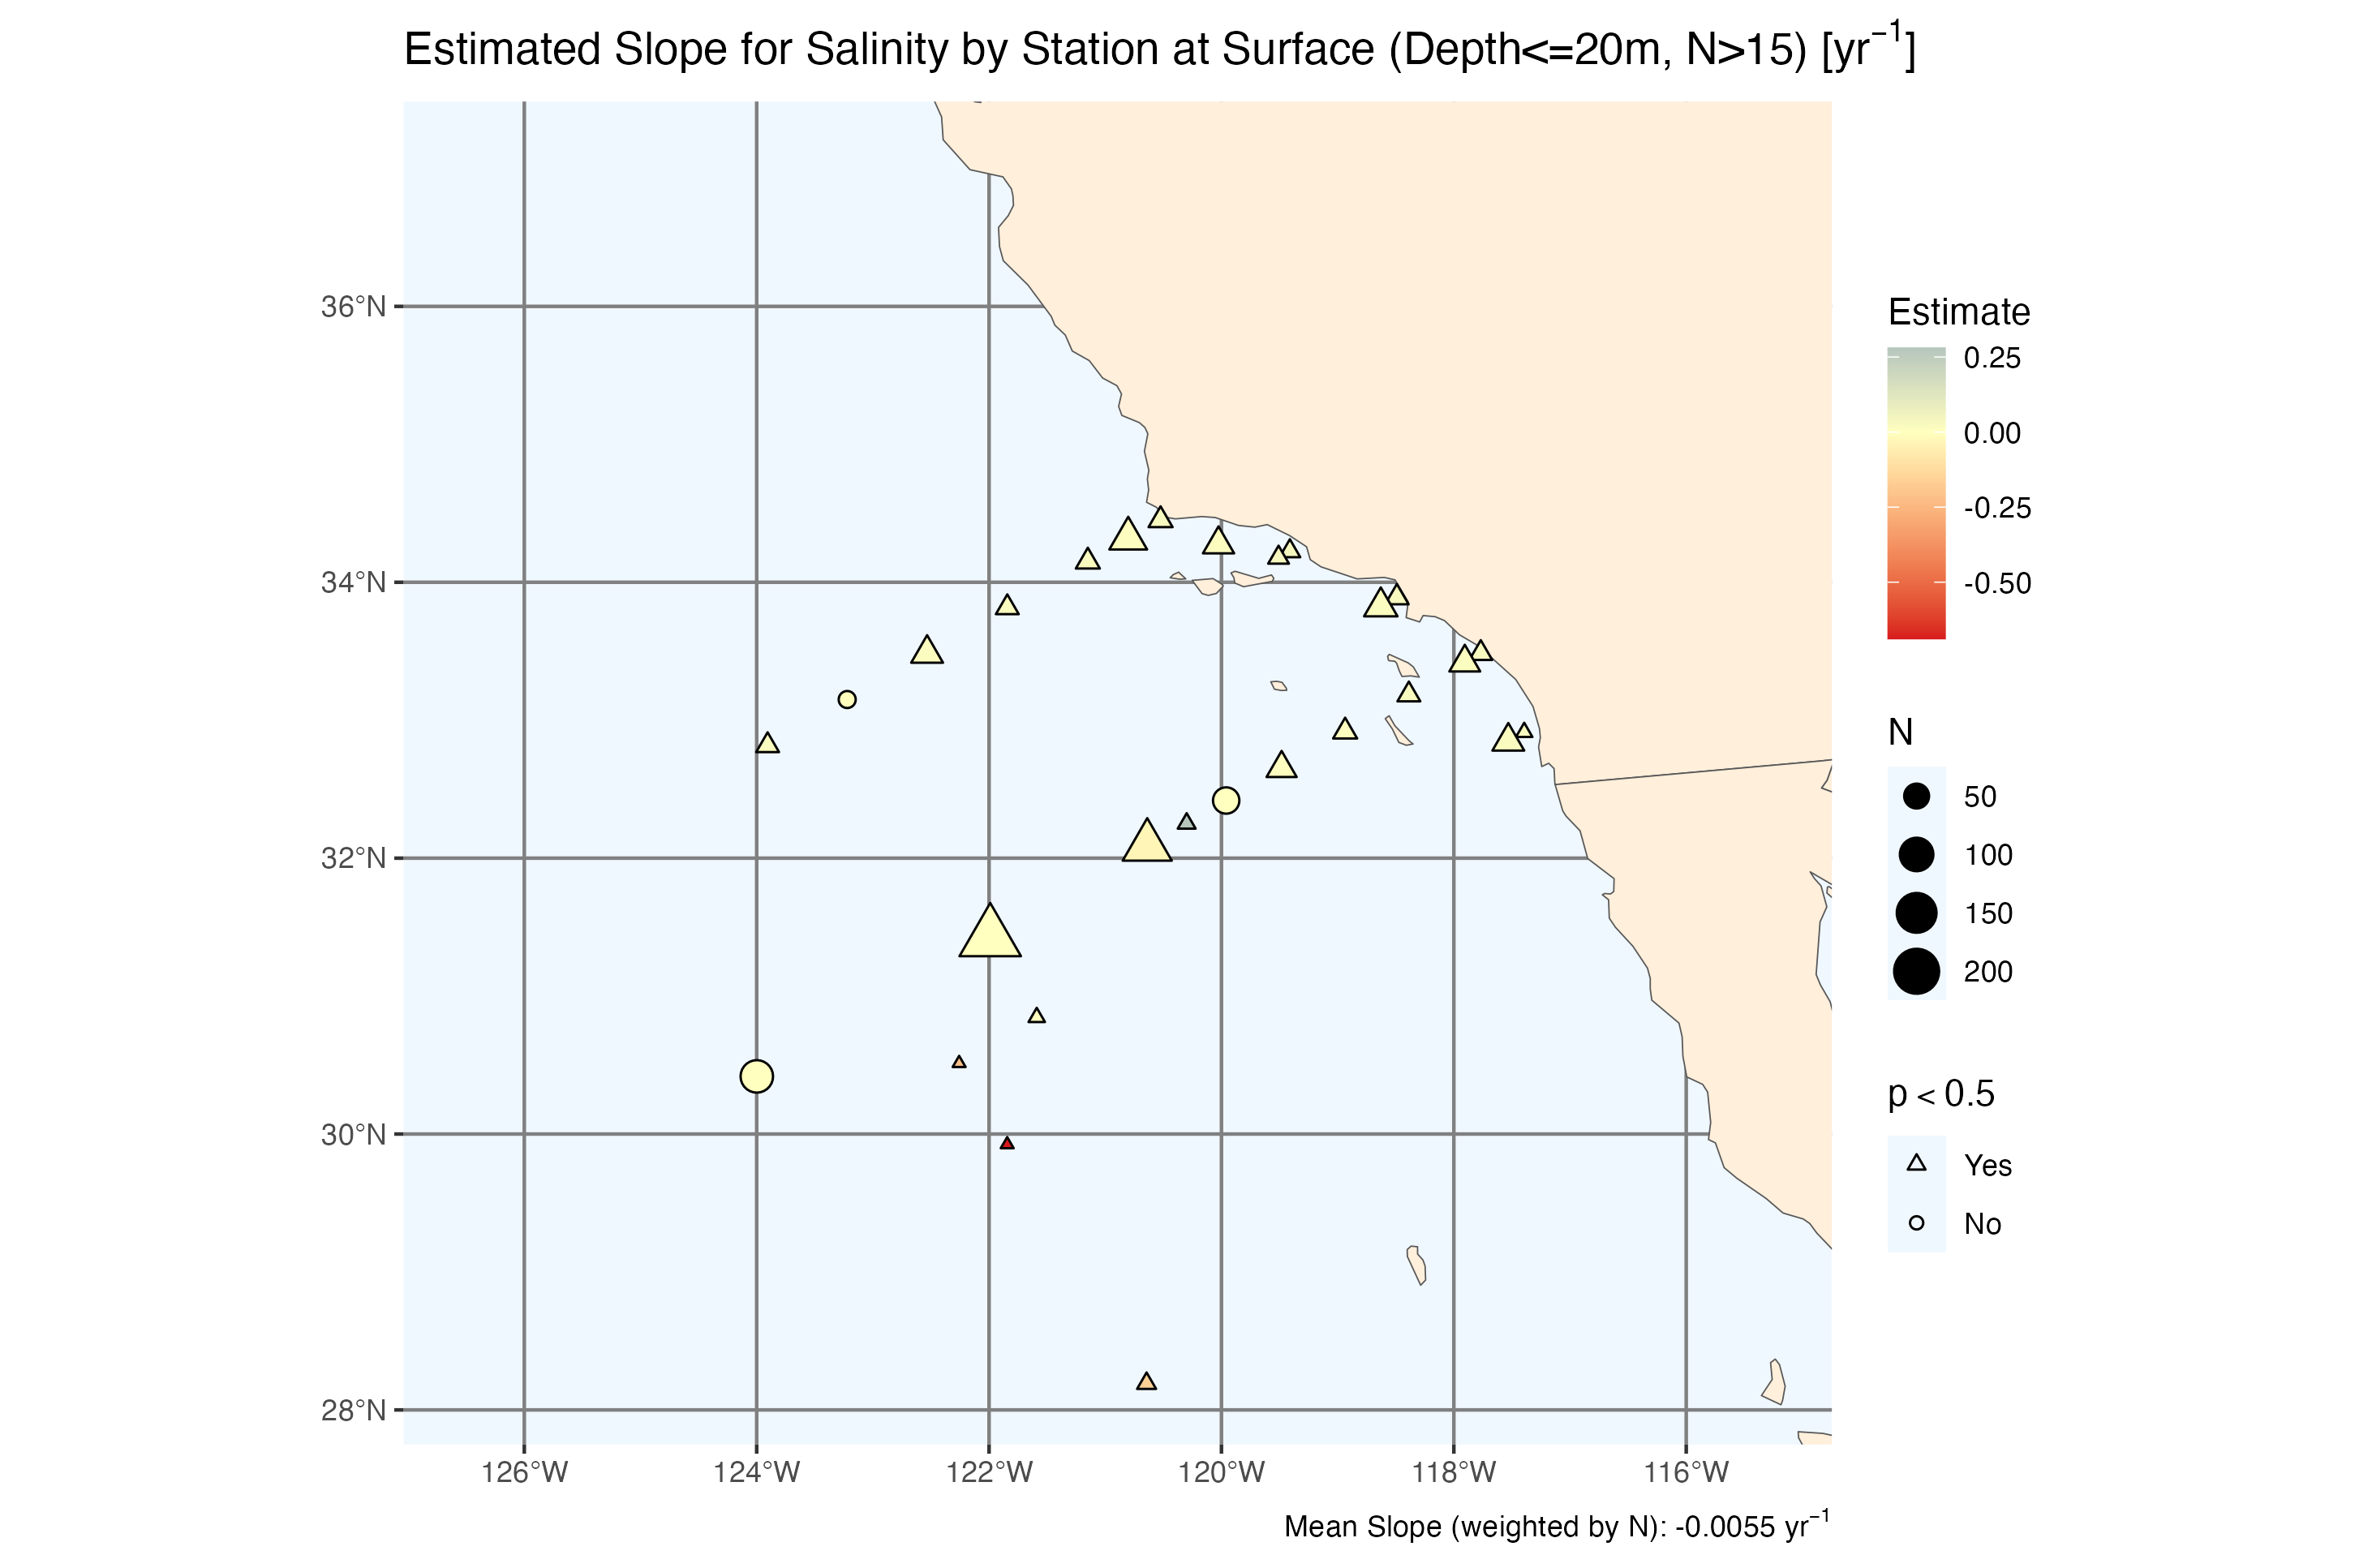 Estimated Slope for Salinity by Station at Surface (Depth<=20m, N>15) [yr⁻¹]
36°N
34°N
32°N
30°N
28°N
126°W
124°W
122°W
120°W
118°W
116°W
Estimate
0.25
0.00
-0.25
-0.50
N
50
100
150
200
p < 0.5
Yes
No
Mean Slope (weighted by N): -0.0055 yr⁻¹